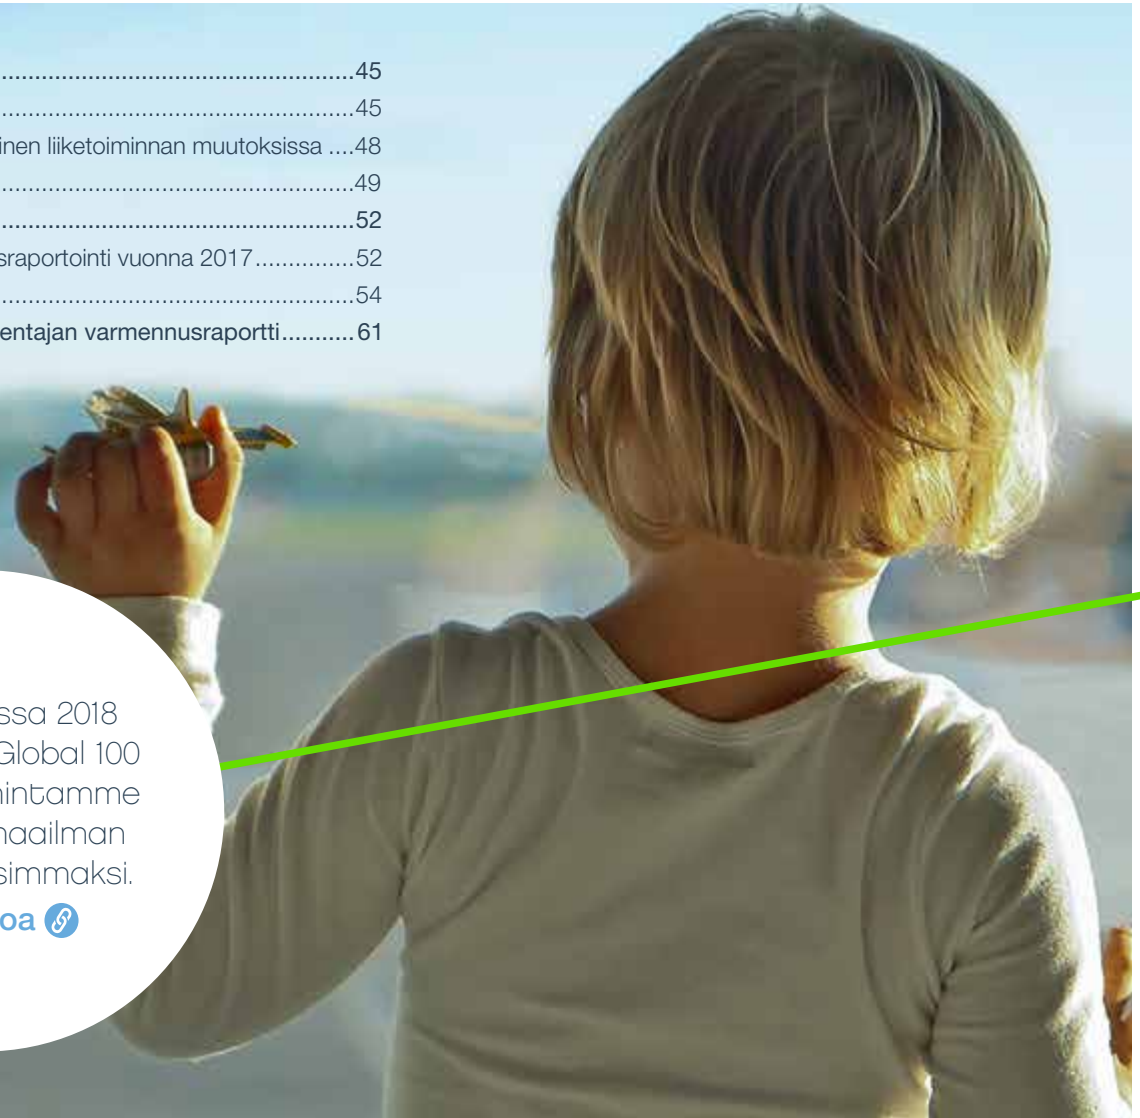 ..........45
..........45
inen liiketoiminnan muutoksissa ....48
..........49
..........52
sraportointi vuonna 2017...............52
..........54
entajan varmennusraportti...........61
ssa 2018
Global 100
mintamme
maailman
simmaksi.
oa